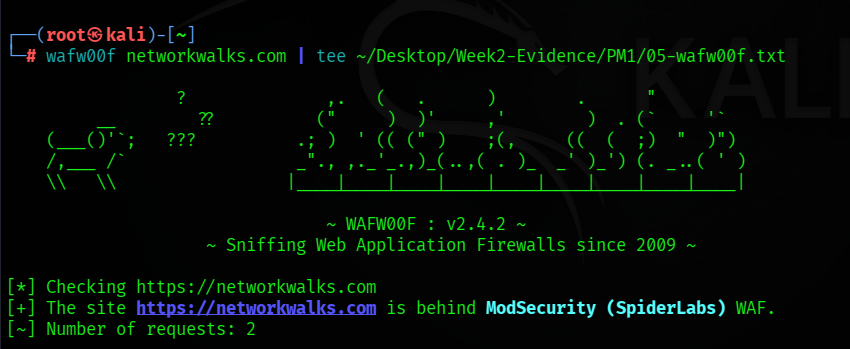 ┌──(root㉿kali)-[~]
└─# wafw00f networkwalks.com | tee ~/Desktop/Week2-Evidence/PM1/05-wafw00f.txt
                 ?              ,.   (   .      )        .      "
         __        ??          ("     )  )'     ,'        )  . (`     '`
    (___()'`;   ???          .; )  ' (( (" )    ;(,     ((  (  ;)  "  )")
    /,___ /`                 _"., ,._'_.,)_(..,( . )_  _' )_') (. _..( ' )
    \\   \\                 |____|____|____|____|____|____|____|____|____|
~ WAFW00F : v2.4.2 ~
~ Sniffing Web Application Firewalls since 2009 ~
[*] Checking https://networkwalks.com
[+] The site https://networkwalks.com is behind ModSecurity (SpiderLabs) WAF.
[~] Number of requests: 2
KALI